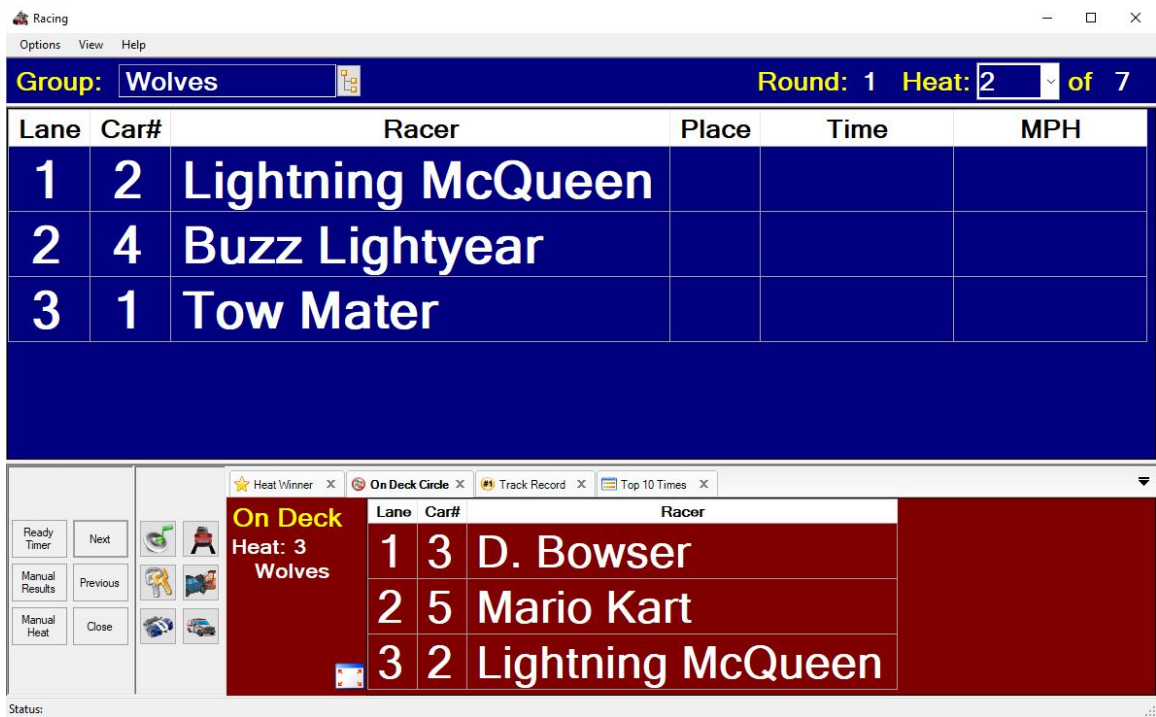 Racing
Options View Help
Group: Wolves Round: 1 Heat: 2 of 7
Lane Car# Racer Place Time MPH
1 2 Lightning McQueen
2 4 Buzz Lightyear
3 1 Tow Mater
Heat Winner X On Deck Circle X #1 Track Record X Top 10 Times X
Ready Timer Next
Manual Results Previous
Manual Heat Close
On Deck
Heat: 3
Wolves
Lane Car# Racer
1 3 D. Bowser
2 5 Mario Kart
3 2 Lightning McQueen
Status: